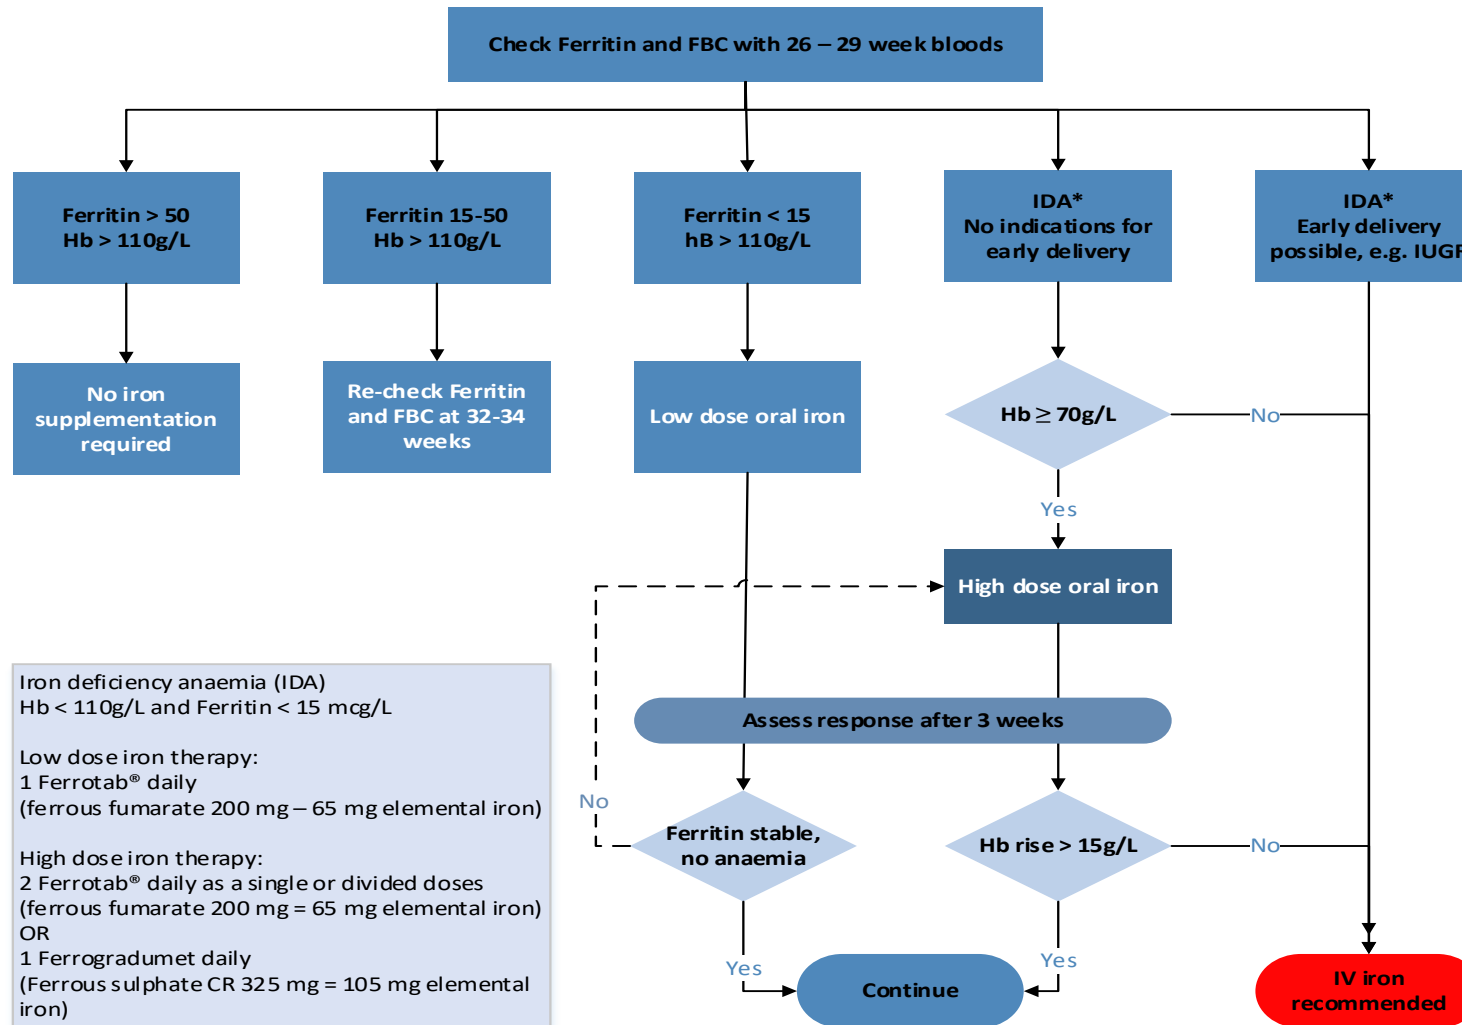 Check Ferritin and FBC with 26 – 29 week bloods
Ferritin > 50
Hb > 110g/L
Ferritin 15-50
Hb > 110g/L
Ferritin < 15
hB > 110g/L
IDA*
No indications for
early delivery
IDA*
Early delivery
possible, e.g. IUGR
No iron
supplementation
required
Re-check Ferritin
and FBC at 32-34
weeks
Low dose oral iron
Hb ≥ 70g/L
No
Yes
High dose oral iron
Assess response after 3 weeks
No
Ferritin stable,
no anaemia
Hb rise > 15g/L
No
Yes
Yes
Continue
IV iron
recommended
Iron deficiency anaemia (IDA)
Hb < 110g/L and Ferritin < 15 mcg/L
Low dose iron therapy:
1 Ferrotab® daily
(ferrous fumarate 200 mg – 65 mg elemental iron)
High dose iron therapy:
2 Ferrotab® daily as a single or divided doses
(ferrous fumarate 200 mg = 65 mg elemental iron)
OR
1 Ferrogradumet daily
(Ferrous sulphate CR 325 mg = 105 mg elemental
iron)